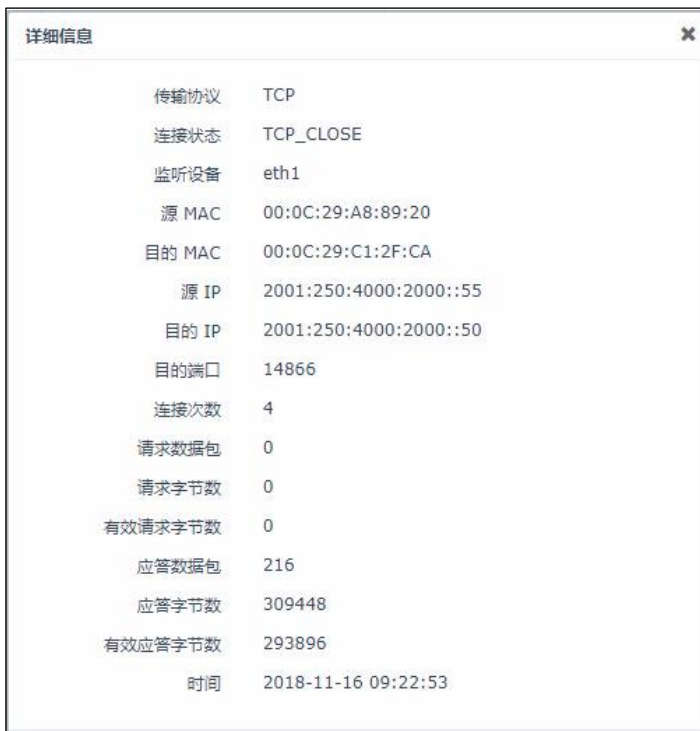 详细信息
传输协议 TCP
连接状态 TCP_CLOSE
监听设备 eth1
源 MAC 00:0C:29:A8:89:20
目的 MAC 00:0C:29:C1:2F:CA
源 IP 2001:250:4000:2000::55
目的 IP 2001:250:4000:2000::50
目的端口 14866
连接次数 4
请求数据包 0
请求字节数 0
有效请求字节数 0
应答数据包 216
应答字节数 309448
有效应答字节数 293896
时间 2018-11-16 09:22:53